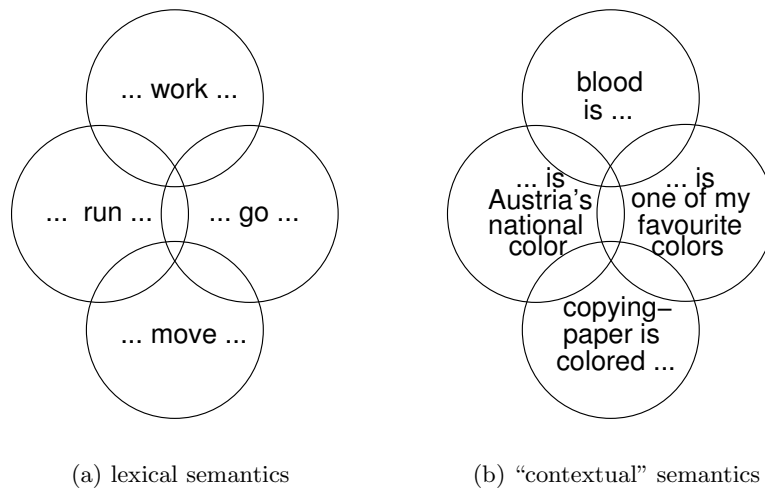 ... work ...
... run ...
... go ...
... move ...
(a) lexical semantics
blood
is ...
... is
Austria's
national
color
... is
one of my
favourite
colors
copying–
paper is
colored ...
(b) “contextual” semantics